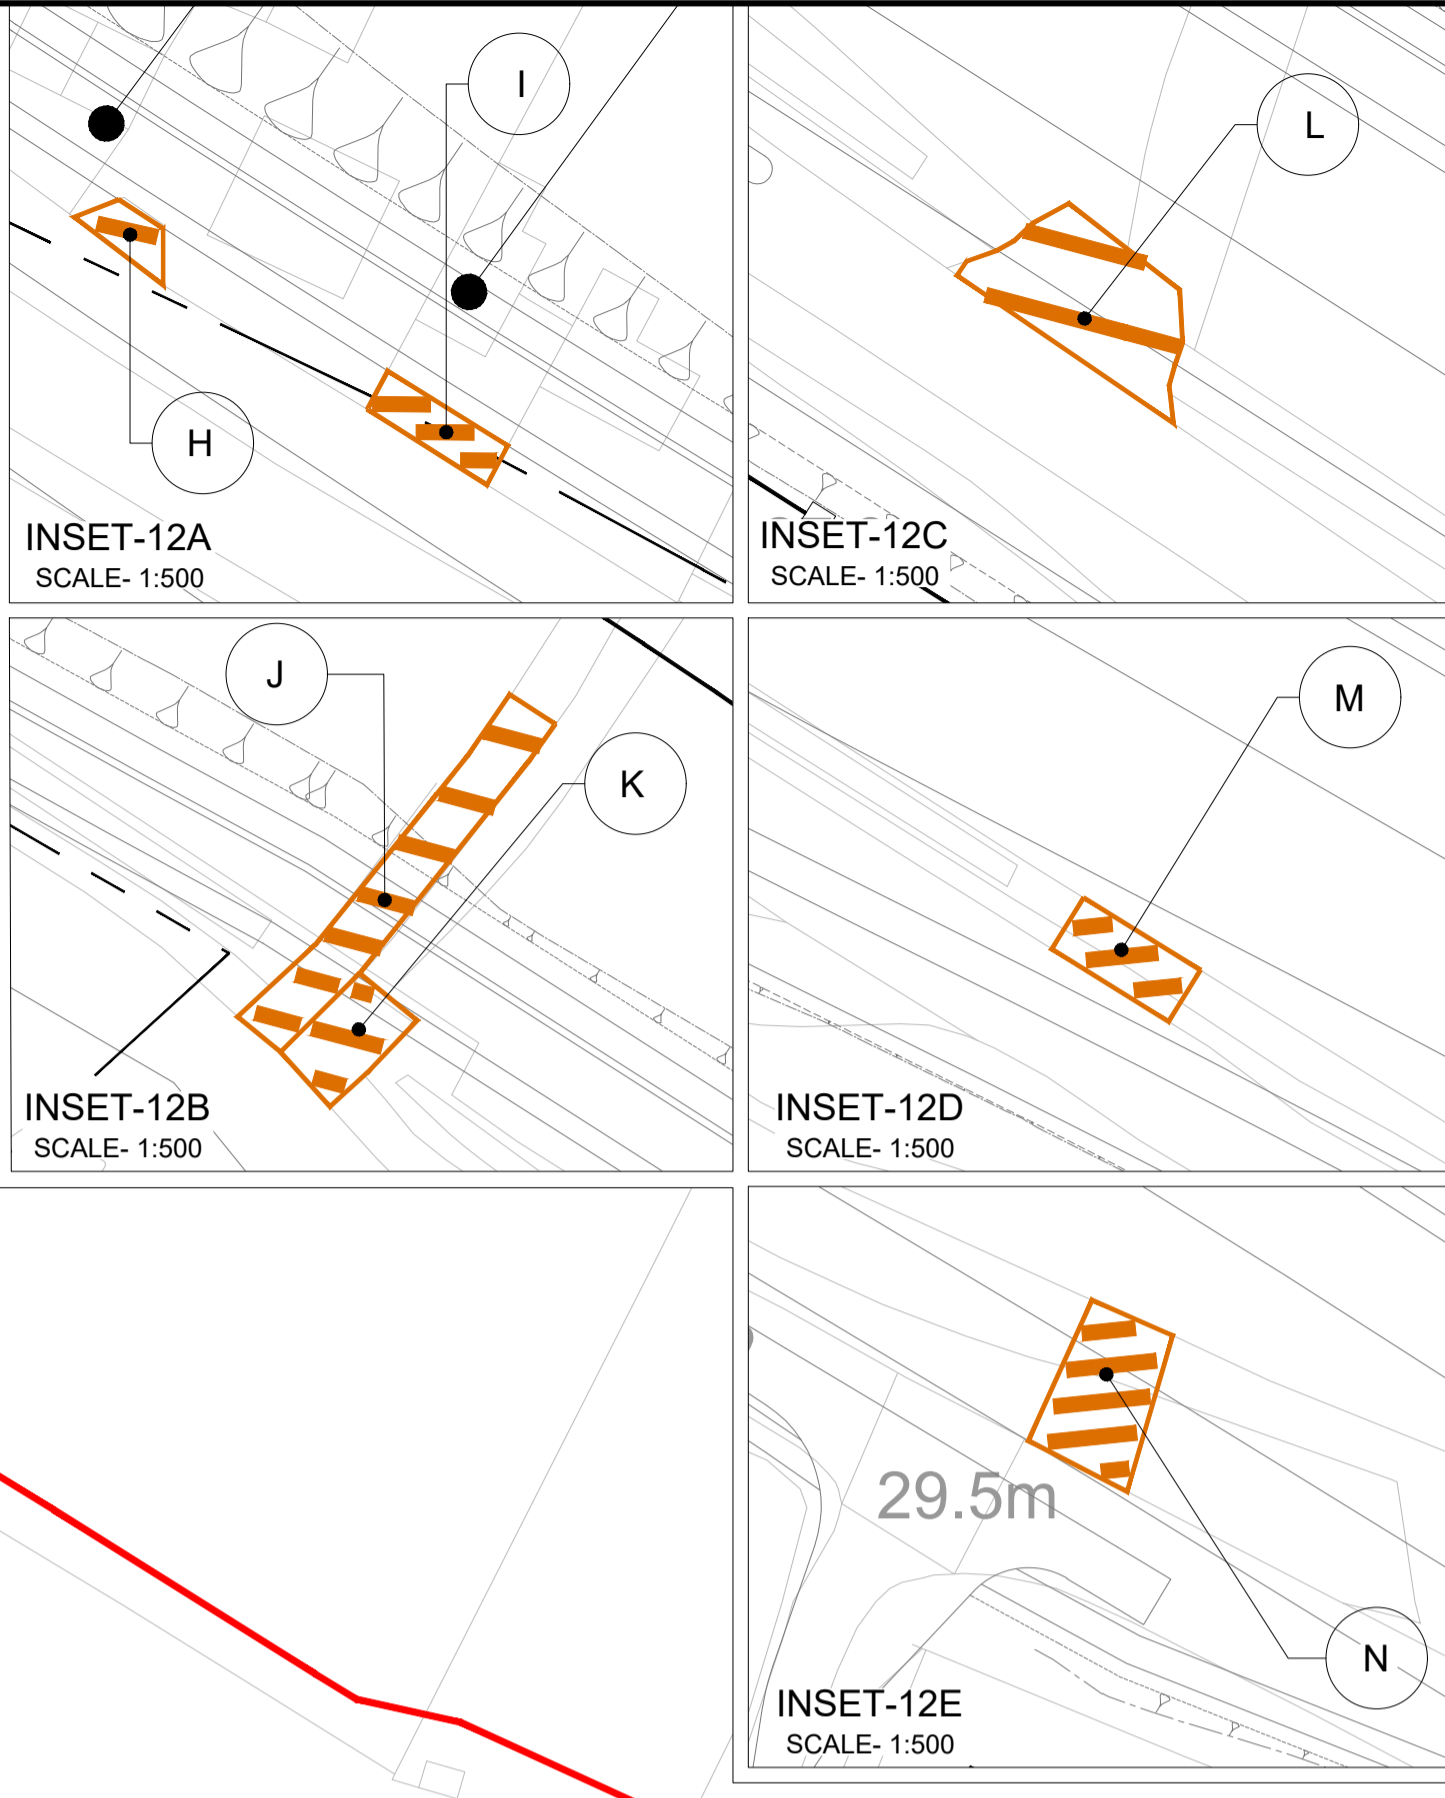 I
H
INSET-12A
SCALE- 1:500
L
INSET-12C
SCALE- 1:500
J
K
INSET-12B
SCALE- 1:500
M
INSET-12D
SCALE- 1:500
29.5m
N
INSET-12E
SCALE- 1:500